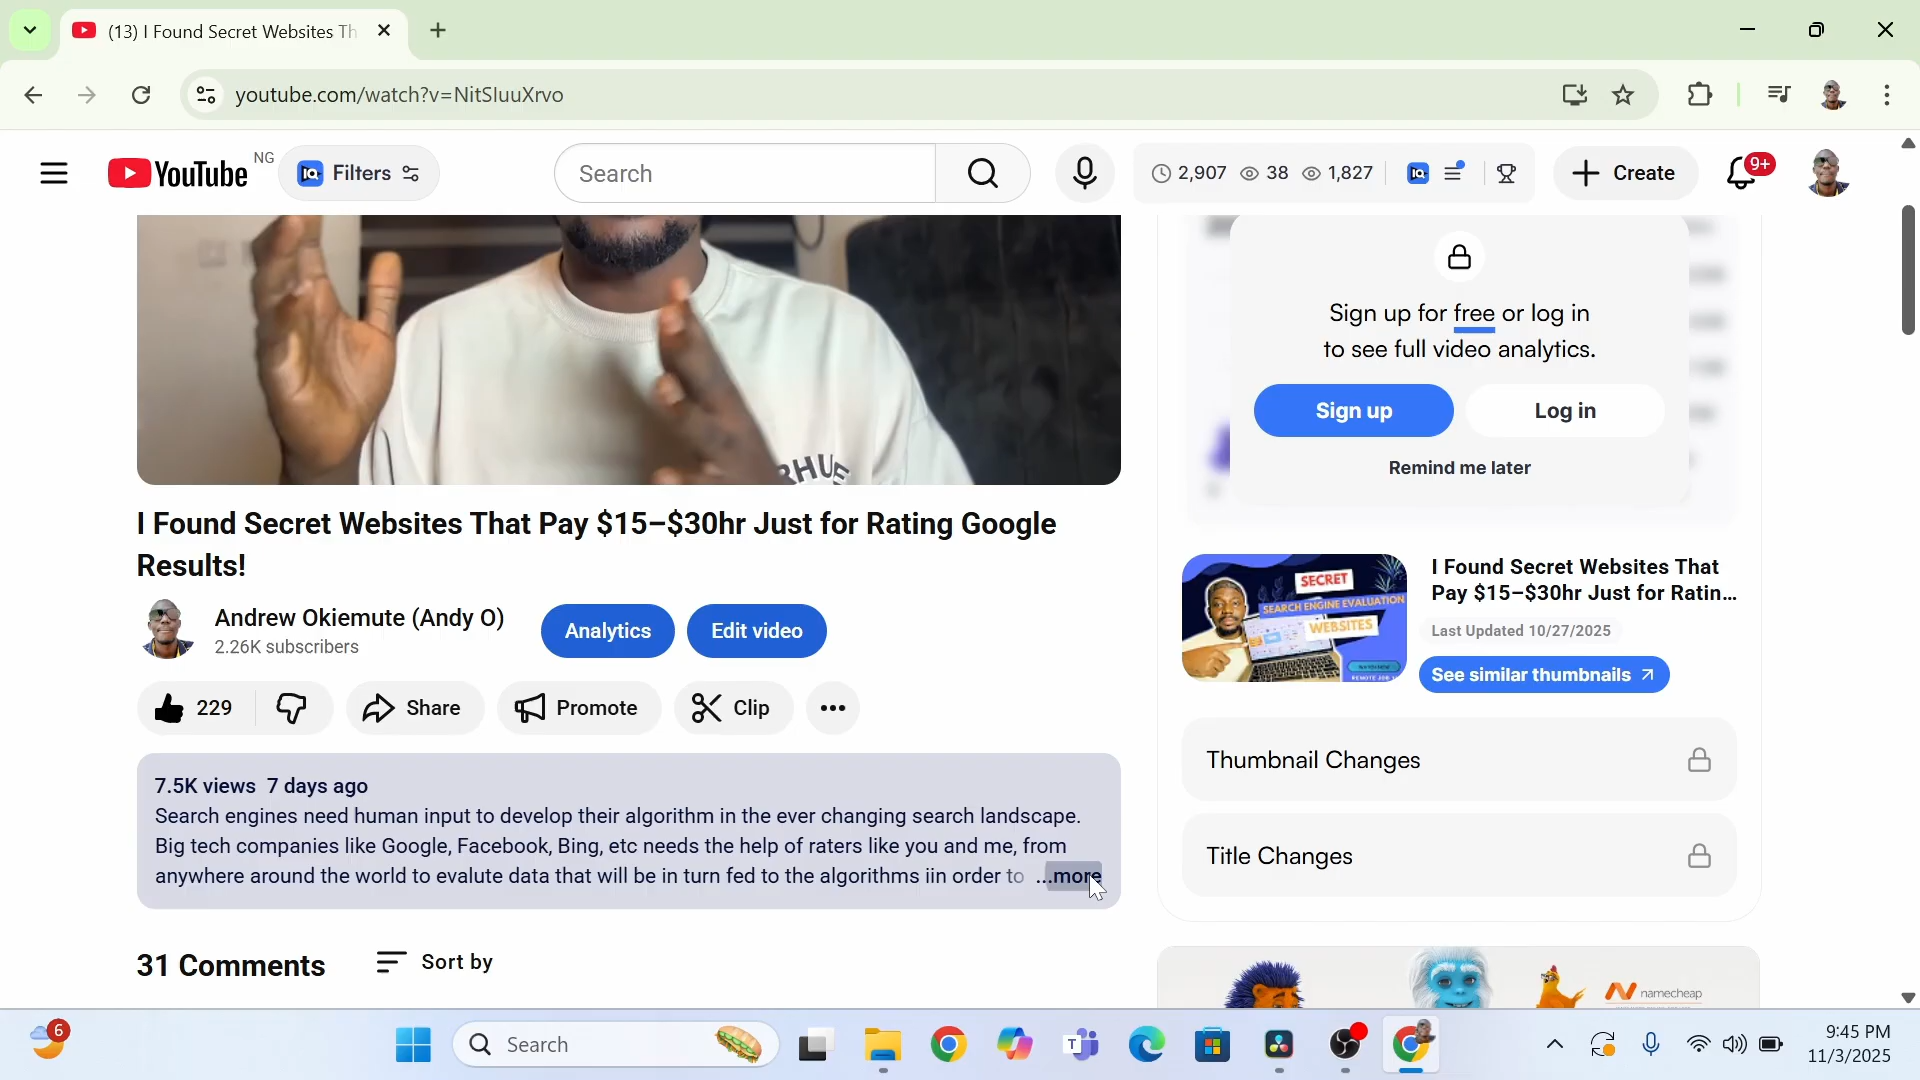 (13) I Found Secret Websites Th
youtube.com/watch?v=NitSIuuXrvo
YouTube
NG
Filters
Search
2,907
38
1,827
Create
9+
RHUE
Sign up for free or log in
to see full video analytics.
Sign up
Log in
Remind me later
I Found Secret Websites That Pay $15–$30hr Just for Rating Google
Results!
Andrew Okiemute (Andy O)
2.26K subscribers
Analytics
Edit video
229
Share
Promote
Clip
7.5K views 7 days ago
Search engines need human input to develop their algorithm in the ever changing search landscape.
Big tech companies like Google, Facebook, Bing, etc needs the help of raters like you and me, from
anywhere around the world to evalute data that will be in turn fed to the algorithms iin order to ...more
31 Comments
Sort by
SECRET
SEARCH ENGINE EVALUATION
WEBSITES
I Found Secret Websites That
Pay $15–$30hr Just for Ratin...
Last Updated 10/27/2025
See similar thumbnails
Thumbnail Changes
Title Changes
namecheap
6
Search
9:45 PM
11/3/2025